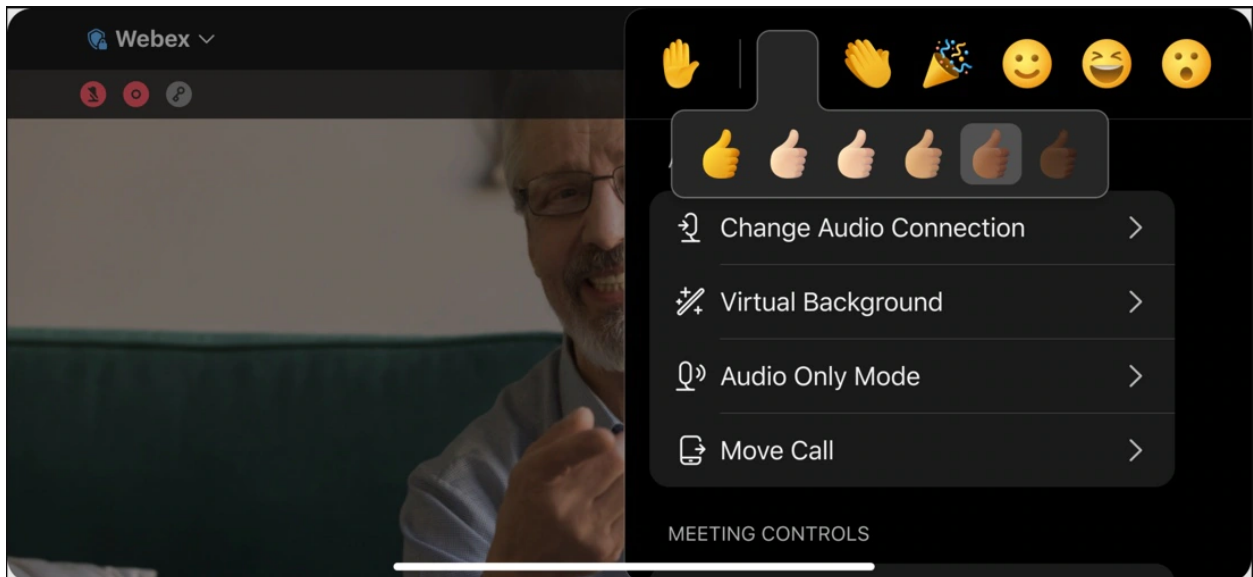 Webex
Change Audio Connection
Virtual Background
Audio Only Mode
Move Call
MEETING CONTROLS